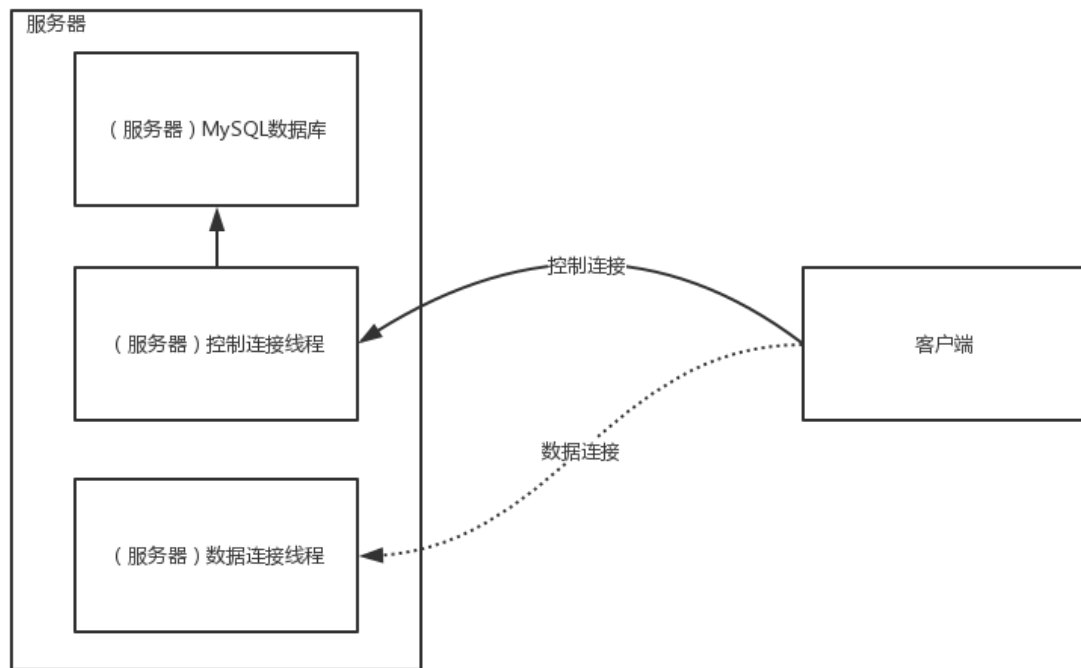 服务器
（服务器）MySQL数据库
控制连接
（服务器）控制连接线程
客户端
数据连接
（服务器）数据连接线程